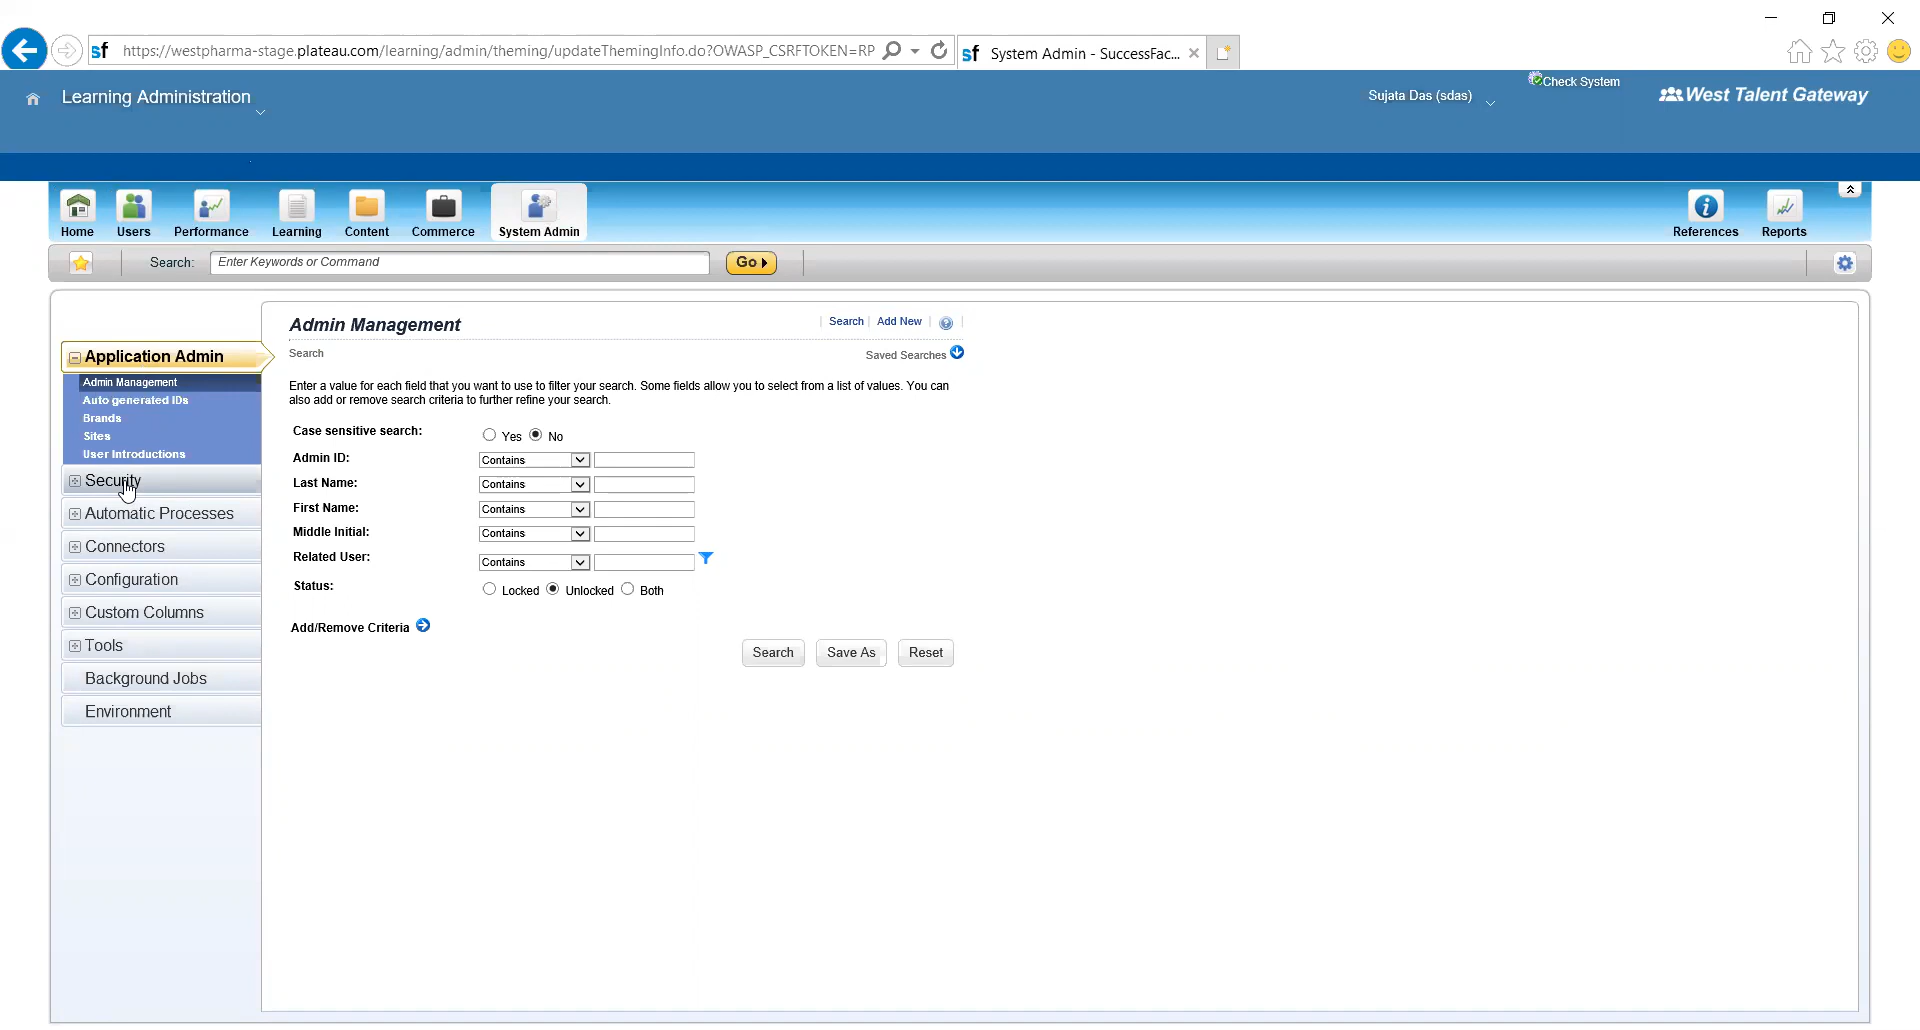 sf https://westpharma-stage.plateau.com/learning/admin/theming/updateThemingInfo.do?OWASP_CSRFTOKEN=RP
sf System Admin - SuccessFac...
Learning Administration
Sujata Das (sdas)
Check System
West Talent Gateway
Home
Users
Performance
Learning
Content
Commerce
System Admin
References
Reports
Search: Enter Keywords or Command Go
Application Admin
Admin Management
Auto generated IDs
Brands
Sites
User Introductions
Security
Automatic Processes
Connectors
Configuration
Custom Columns
Tools
Background Jobs
Environment
Admin Management
Search Add New
Search
Saved Searches
Enter a value for each field that you want to use to filter your search. Some fields allow you to select from a list of values. You can
also add or remove search criteria to further refine your search.
Case sensitive search: Yes No
Admin ID: Contains
Last Name: Contains
First Name: Contains
Middle Initial: Contains
Related User: Contains
Status: Locked Unlocked Both
Add/Remove Criteria
Search Save As Reset